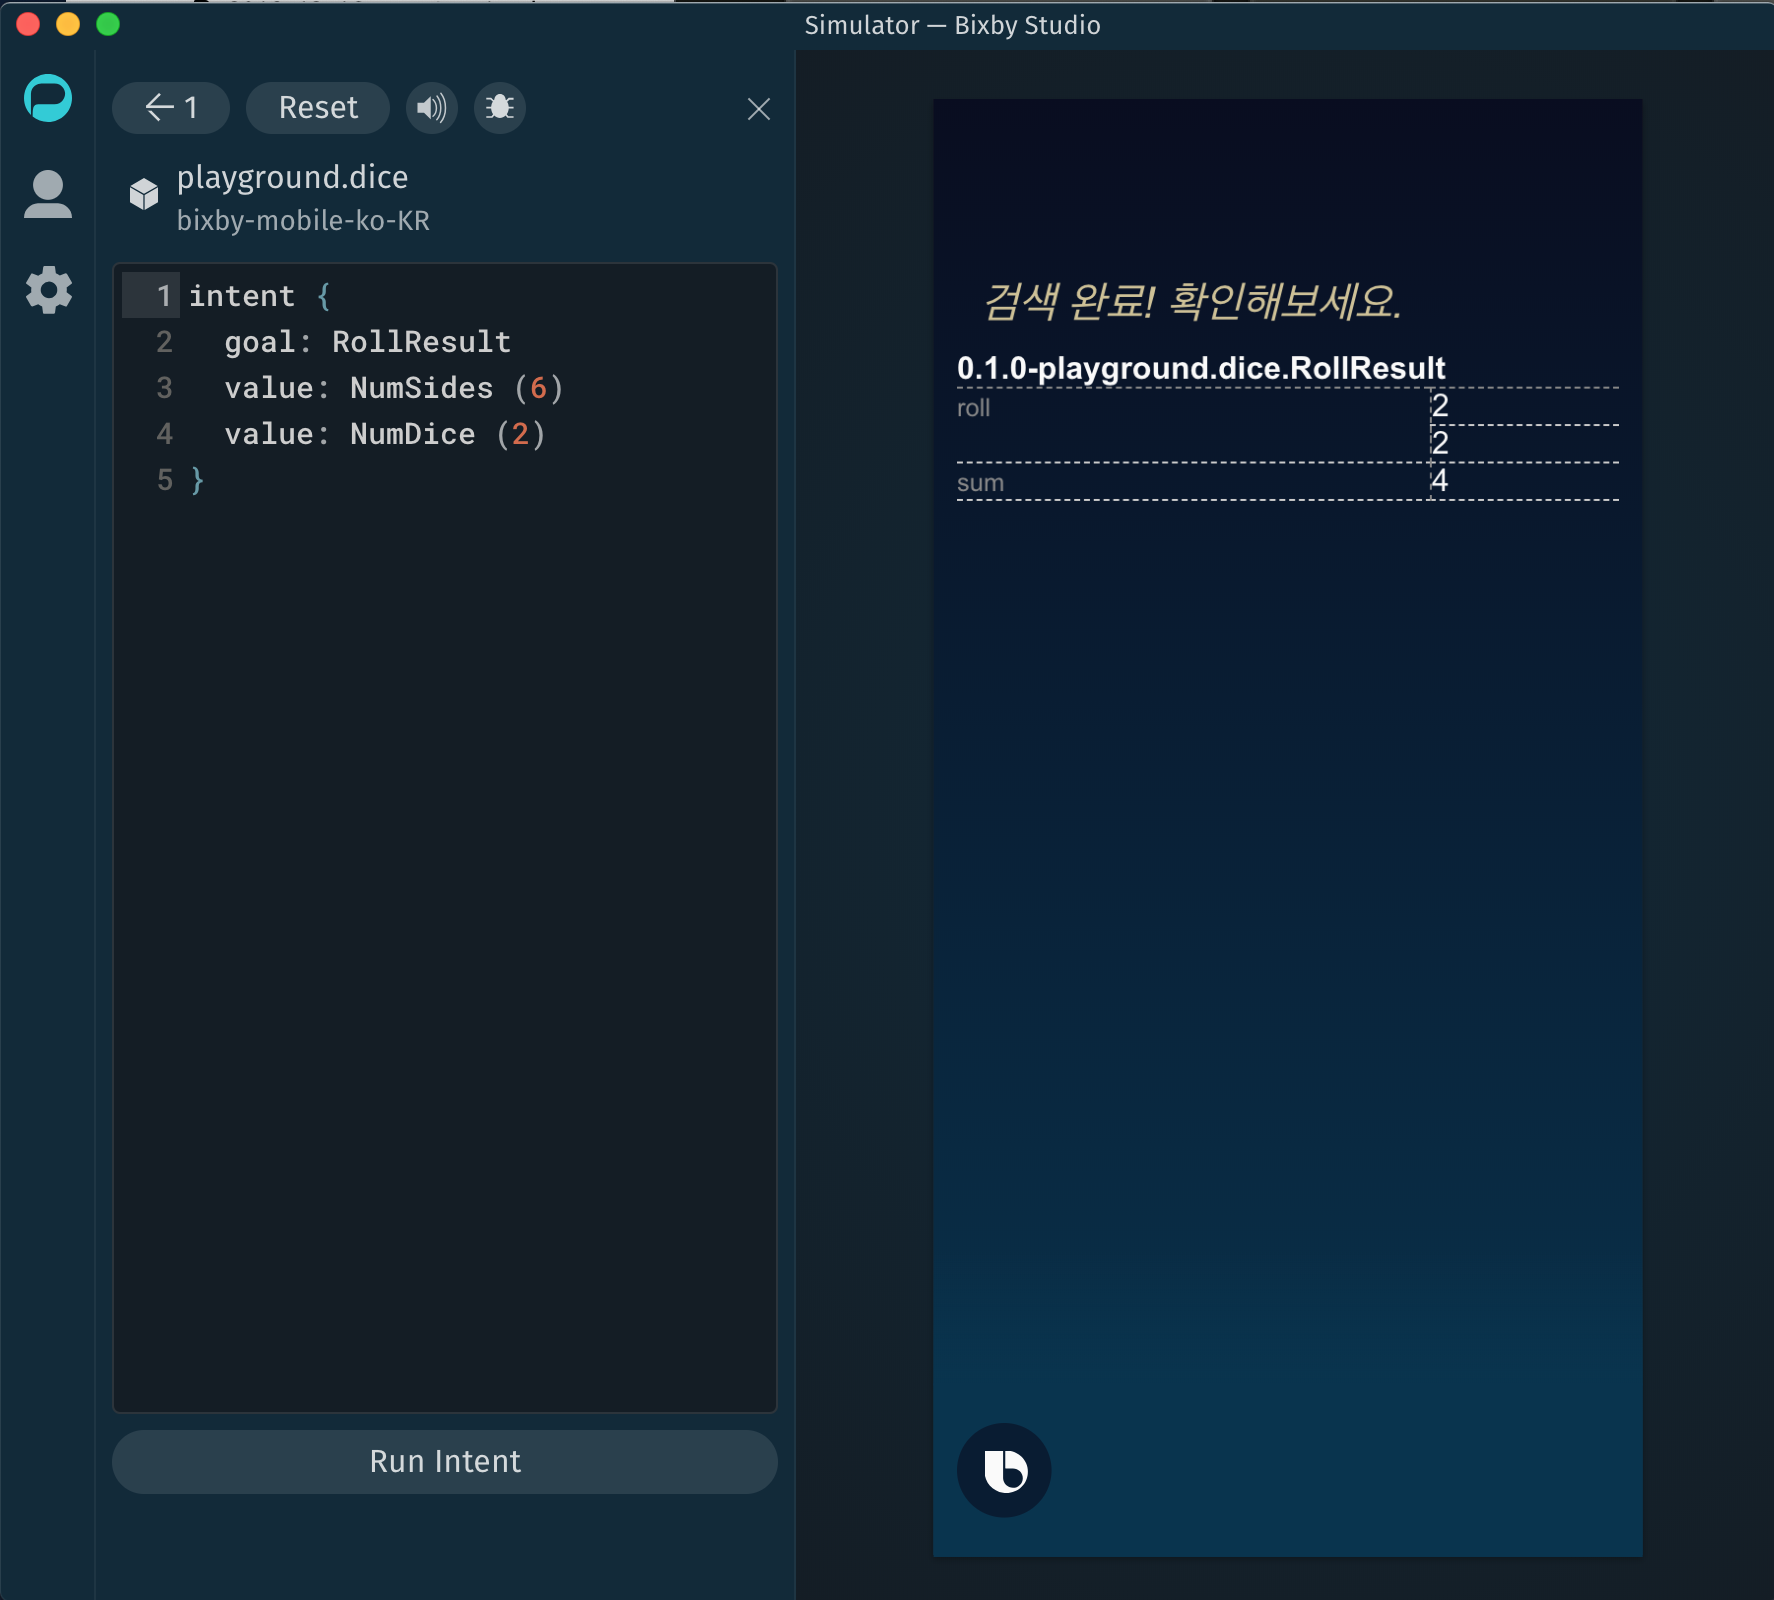 Simulator — Bixby Studio
← 1 Reset
playground.dice
bixby-mobile-ko-KR
1 intent {
2 goal: RollResult
3 value: NumSides (6)
4 value: NumDice (2)
5 }
Run Intent
검색 완료! 확인해보세요.
0.1.0-playground.dice.RollResult
roll 2
2
sum 4